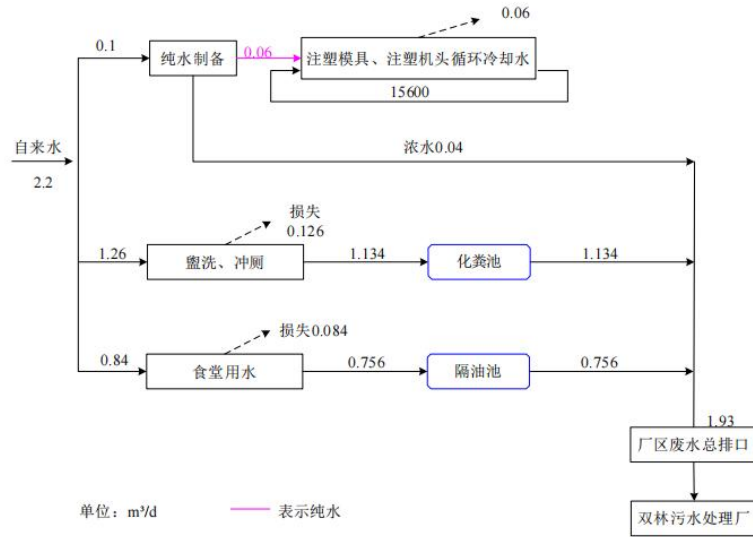 0.06
0.1
纯水制备
0.06
注塑模具、注塑机头循环冷却水
15600
自来水
2.2
浓水0.04
损失
0.126
1.26
盥洗、冲厕
1.134
化粪池
1.134
损失0.084
0.84
食堂用水
0.756
隔油池
0.756
1.93
厂区废水总排口
单位：m³/d
表示纯水
双林污水处理厂